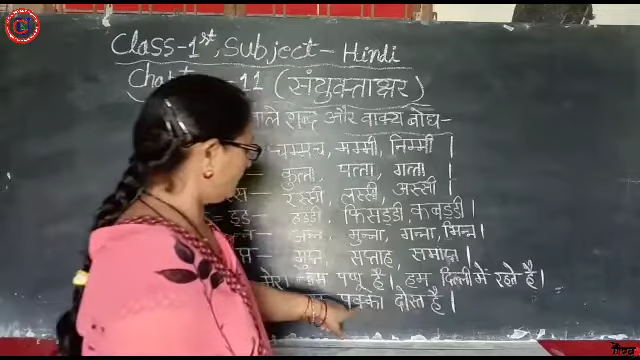 Class-1st, Subject- Hindi
11 (संयुक्ताक्षर)
वाले शब्द और वाक्य बोध-
चम्मच, मम्मी, निम्मी |
कुत्ता, पत्ता, गत्ता |
स - रस्सी, लस्सी, अस्सी |
= ड्ड - हड्डी, फिसड्डी कबड्डी |
अन्न, मुन्ना, गन्ना, भिन्न |
गुप्त, सप्ताह, समाप्त |
मेरा नाम पप्पू है | हम दिल्ली में रहते हैं |
पक्का दोस्त है |